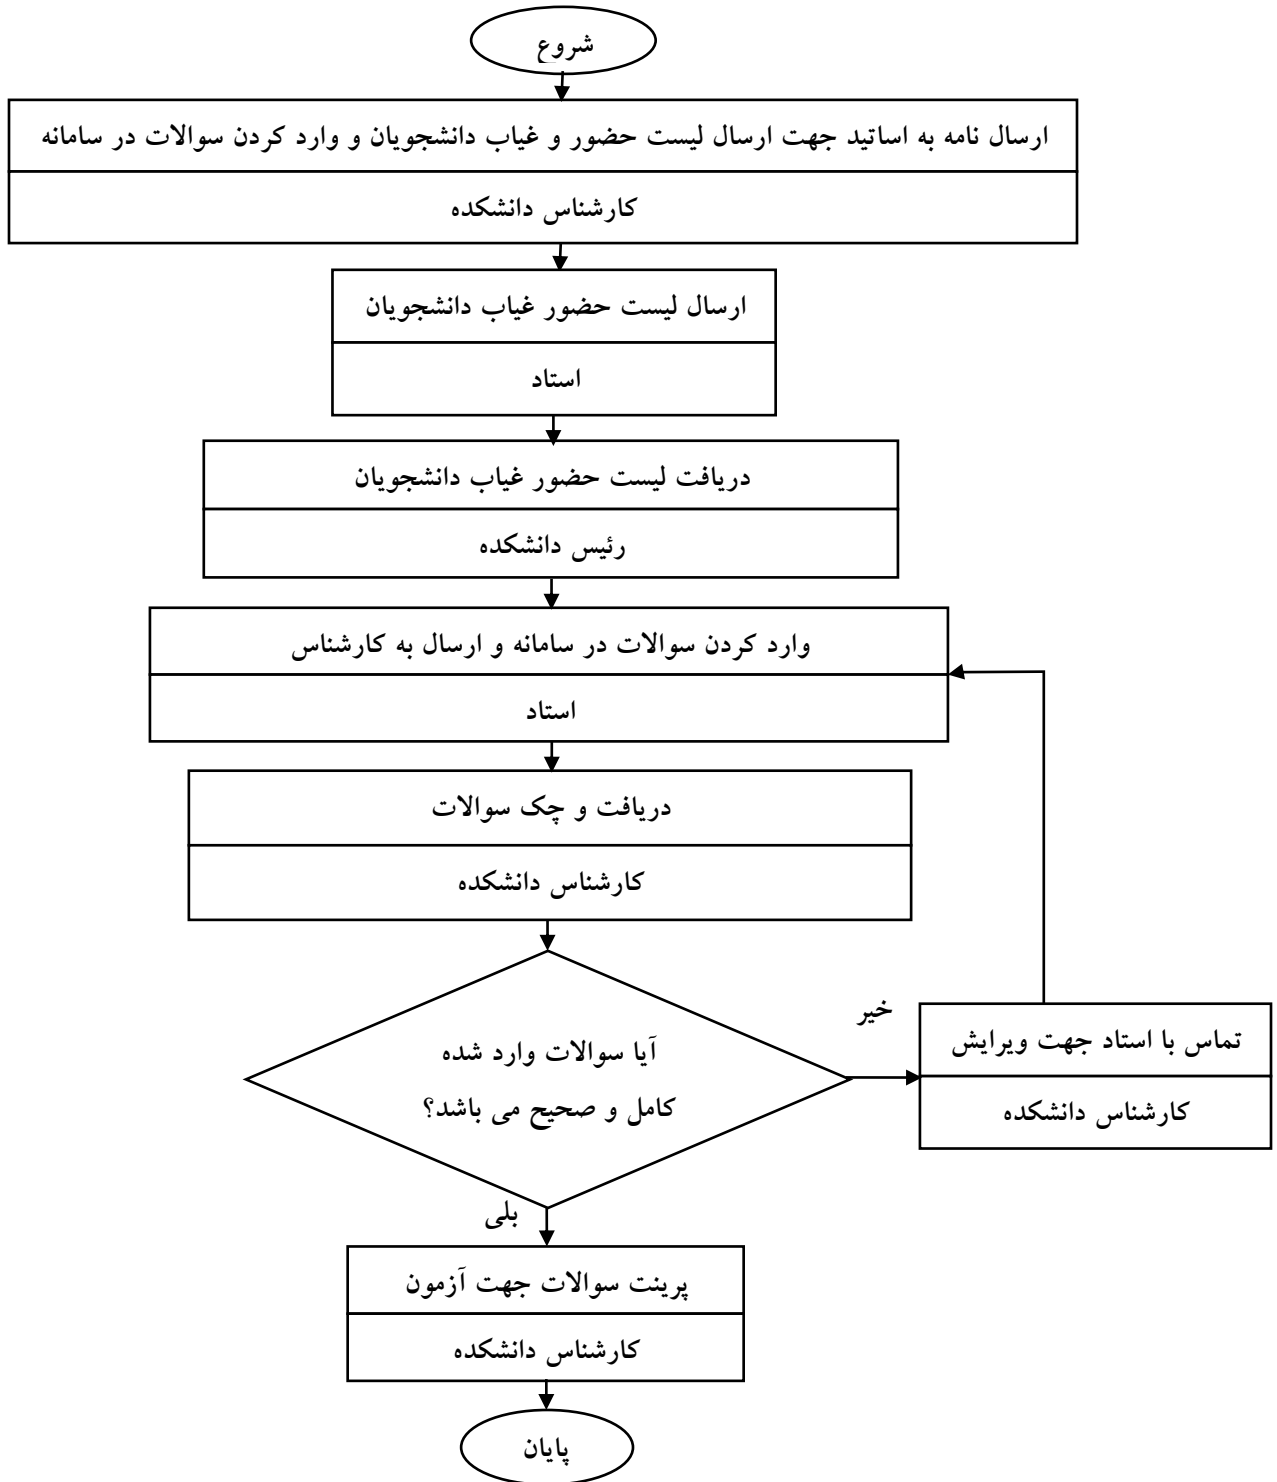 شروع
ارسال نامه به اساتید جهت ارسال لیست حضور و غیاب دانشجویان و وارد کردن سوالات در سامانه
کارشناس دانشکده
ارسال لیست حضور غیاب دانشجویان
استاد
دریافت لیست حضور غیاب دانشجویان
رئیس دانشکده
وارد کردن سوالات در سامانه و ارسال به کارشناس
استاد
دریافت و چک سوالات
کارشناس دانشکده
آیا سوالات وارد شده
کامل و صحیح می باشد؟
خیر
تماس با استاد جهت ویرایش
کارشناس دانشکده
بلی
پرینت سوالات جهت آزمون
کارشناس دانشکده
پایان